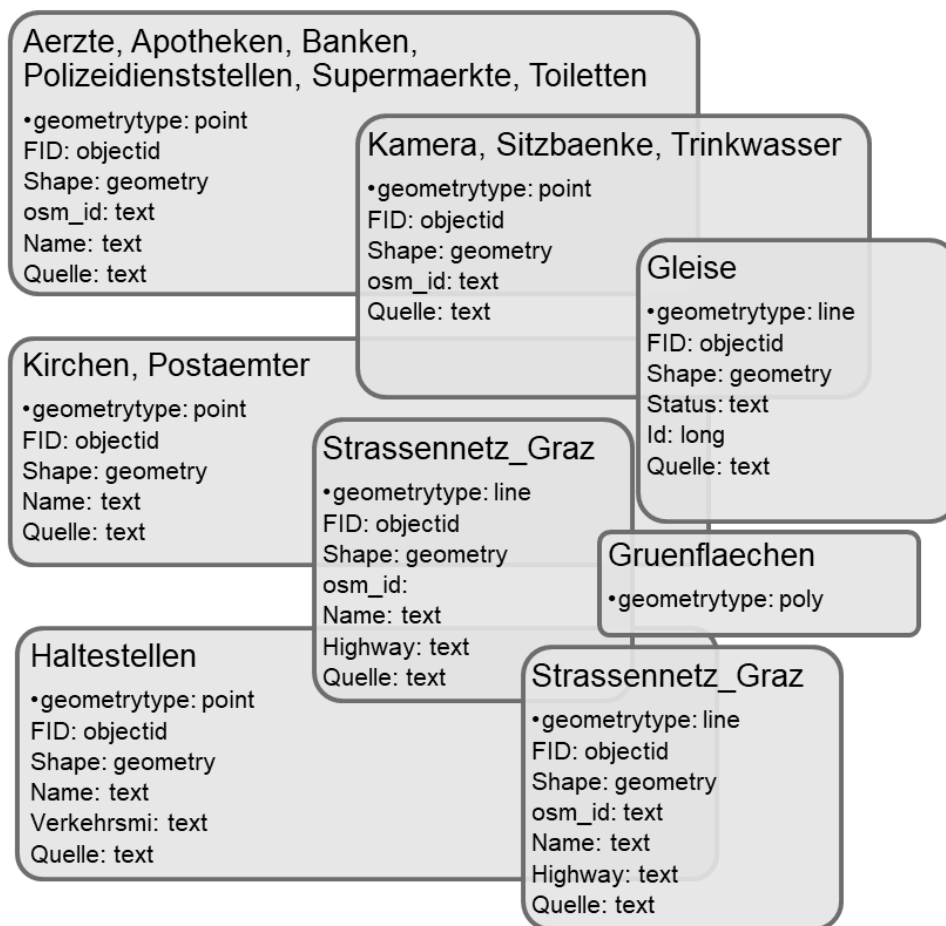 Aerzte, Apotheken, Banken,
Polizeidienststellen, Supermaerkte, Toiletten
•geometrytype: point
FID: objectid
Shape: geometry
osm_id: text
Name: text
Quelle: text
Kamera, Sitzbaenke, Trinkwasser
•geometrytype: point
FID: objectid
Shape: geometry
osm_id: text
Quelle: text
Gleise
•geometrytype: line
FID: objectid
Shape: geometry
Status: text
Id: long
Quelle: text
Kirchen, Postaemter
•geometrytype: point
FID: objectid
Shape: geometry
Name: text
Quelle: text
Strassennetz_Graz
•geometrytype: line
FID: objectid
Shape: geometry
osm_id:
Name: text
Highway: text
Quelle: text
Gruenflaechen
•geometrytype: poly
Haltestellen
•geometrytype: point
FID: objectid
Shape: geometry
Name: text
Verkehrsmi: text
Quelle: text
Strassennetz_Graz
•geometrytype: line
FID: objectid
Shape: geometry
osm_id: text
Name: text
Highway: text
Quelle: text